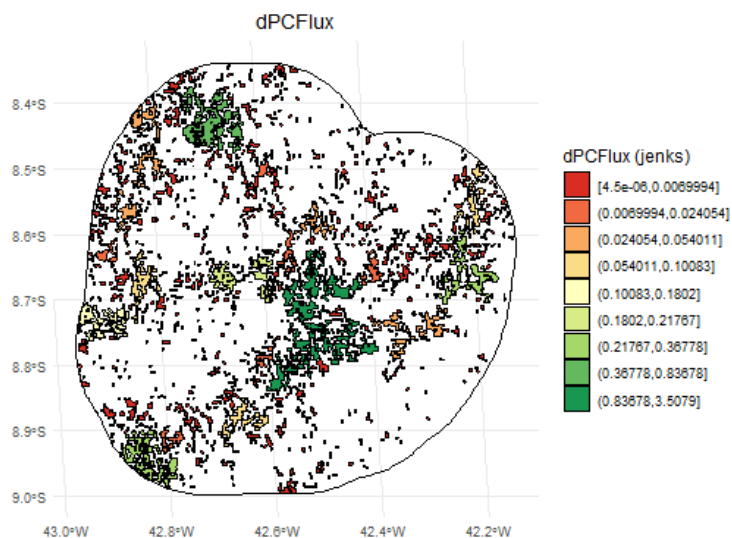 dPCFlux
8.4°S
8.5°S
8.6°S
8.7°S
8.8°S
8.9°S
9.0°S
43.0°W
42.8°W
42.6°W
42.4°W
42.2°W
dPCFlux (jenks)
[4.5e-06,0.0069994]
(0.0069994,0.024054]
(0.024054,0.054011]
(0.054011,0.10083]
(0.10083,0.1802]
(0.1802,0.21767]
(0.21767,0.36778]
(0.36778,0.83678]
(0.83678,3.5079]